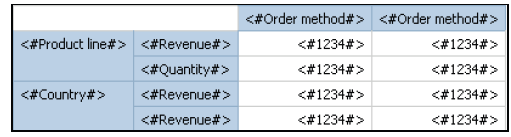 <#Order method#> <#Order method#>
<#Product line#> <#Revenue#> <#1234#> <#1234#>
<#Quantity#> <#1234#> <#1234#>
<#Country#> <#Revenue#> <#1234#> <#1234#>
<#Revenue#> <#1234#> <#1234#>